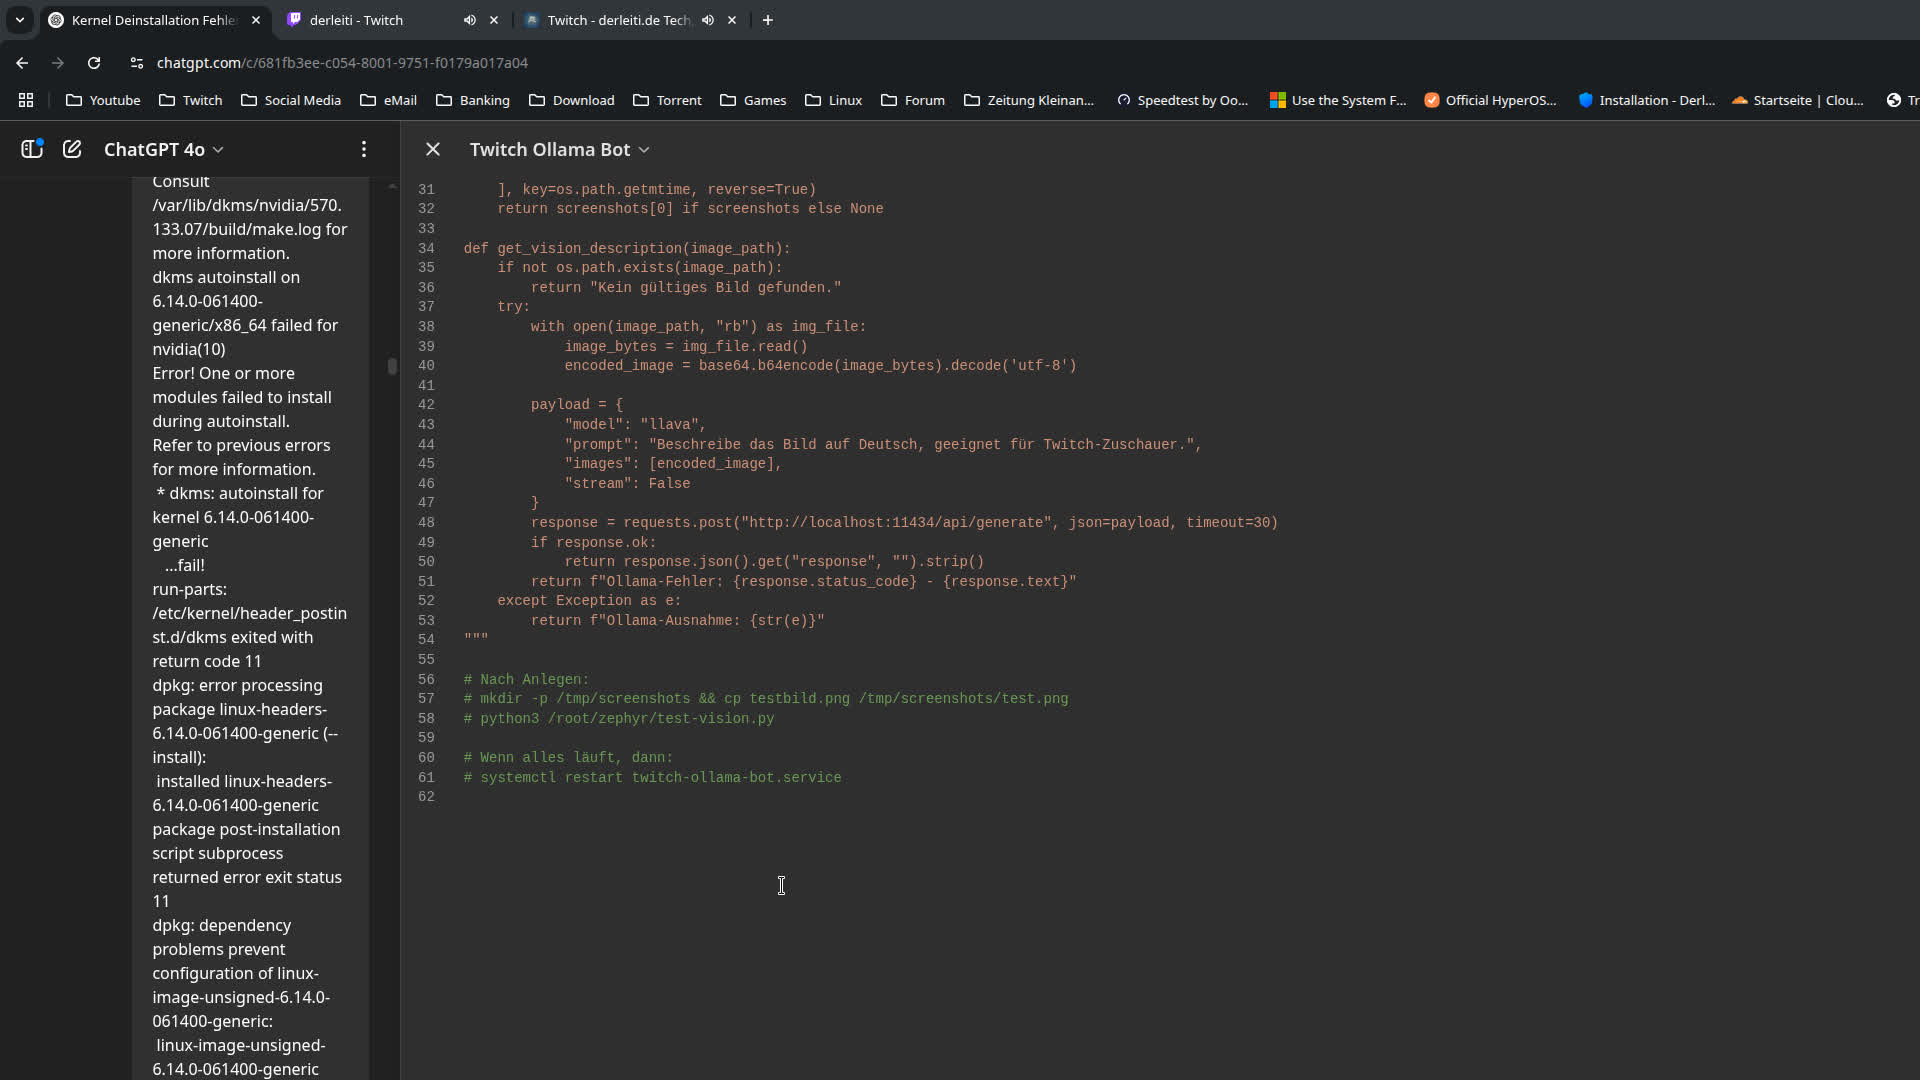 Kernel Deinstallation Fehle
derleiti - Twitch
Twitch - derleiti.de Tech
chatgpt.com/c/681fb3ee-c054-8001-9751-f0179a017a04
Youtube
Twitch
Social Media
eMail
Banking
Download
Torrent
Games
Linux
Forum
Zeitung Kleinan...
Speedtest by Oo...
Use the System F...
Official HyperOS...
Installation - Derl...
Startseite | Clou...
Tr
ChatGPT 4o
Consult
/var/lib/dkms/nvidia/570.
133.07/build/make.log for
more information.
dkms autoinstall on
6.14.0-061400-
generic/x86_64 failed for
nvidia(10)
Error! One or more
modules failed to install
during autoinstall.
Refer to previous errors
for more information.
* dkms: autoinstall for
kernel 6.14.0-061400-
generic
...fail!
run-parts:
/etc/kernel/header_postin
st.d/dkms exited with
return code 11
dpkg: error processing
package linux-headers-
6.14.0-061400-generic (--
install):
installed linux-headers-
6.14.0-061400-generic
package post-installation
script subprocess
returned error exit status
11
dpkg: dependency
problems prevent
configuration of linux-
image-unsigned-6.14.0-
061400-generic:
linux-image-unsigned-
6.14.0-061400-generic
Twitch Ollama Bot
31     ], key=os.path.getmtime, reverse=True)
32     return screenshots[0] if screenshots else None
33
34 def get_vision_description(image_path):
35     if not os.path.exists(image_path):
36         return "Kein gültiges Bild gefunden."
37     try:
38         with open(image_path, "rb") as img_file:
39             image_bytes = img_file.read()
40             encoded_image = base64.b64encode(image_bytes).decode('utf-8')
41
42         payload = {
43             "model": "llava",
44             "prompt": "Beschreibe das Bild auf Deutsch, geeignet für Twitch-Zuschauer.",
45             "images": [encoded_image],
46             "stream": False
47         }
48         response = requests.post("http://localhost:11434/api/generate", json=payload, timeout=30)
49         if response.ok:
50             return response.json().get("response", "").strip()
51         return f"Ollama-Fehler: {response.status_code} - {response.text}"
52     except Exception as e:
53         return f"Ollama-Ausnahme: {str(e)}"
54 """
55
56 # Nach Anlegen:
57 # mkdir -p /tmp/screenshots && cp testbild.png /tmp/screenshots/test.png
58 # python3 /root/zephyr/test-vision.py
59
60 # Wenn alles läuft, dann:
61 # systemctl restart twitch-ollama-bot.service
62